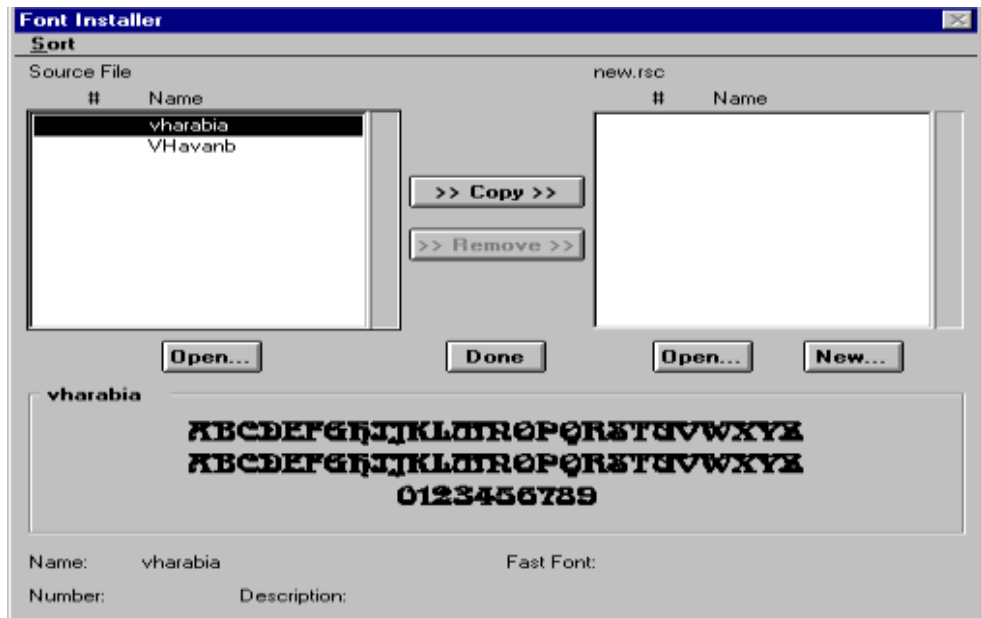 Font Installer
Sort
Source File new.rsc
# Name # Name
vharabia
VHavanb
>> Copy >>
>> Remove >>
Open... Done Open... New...
vharabia
ABCDEFGHIJKLMNOPQRSTUVWXYZ
ABCDEFGHIJKLMNOPQRSTUVWXYZ
0123456789
Name: vharabia Fast Font:
Number: Description: